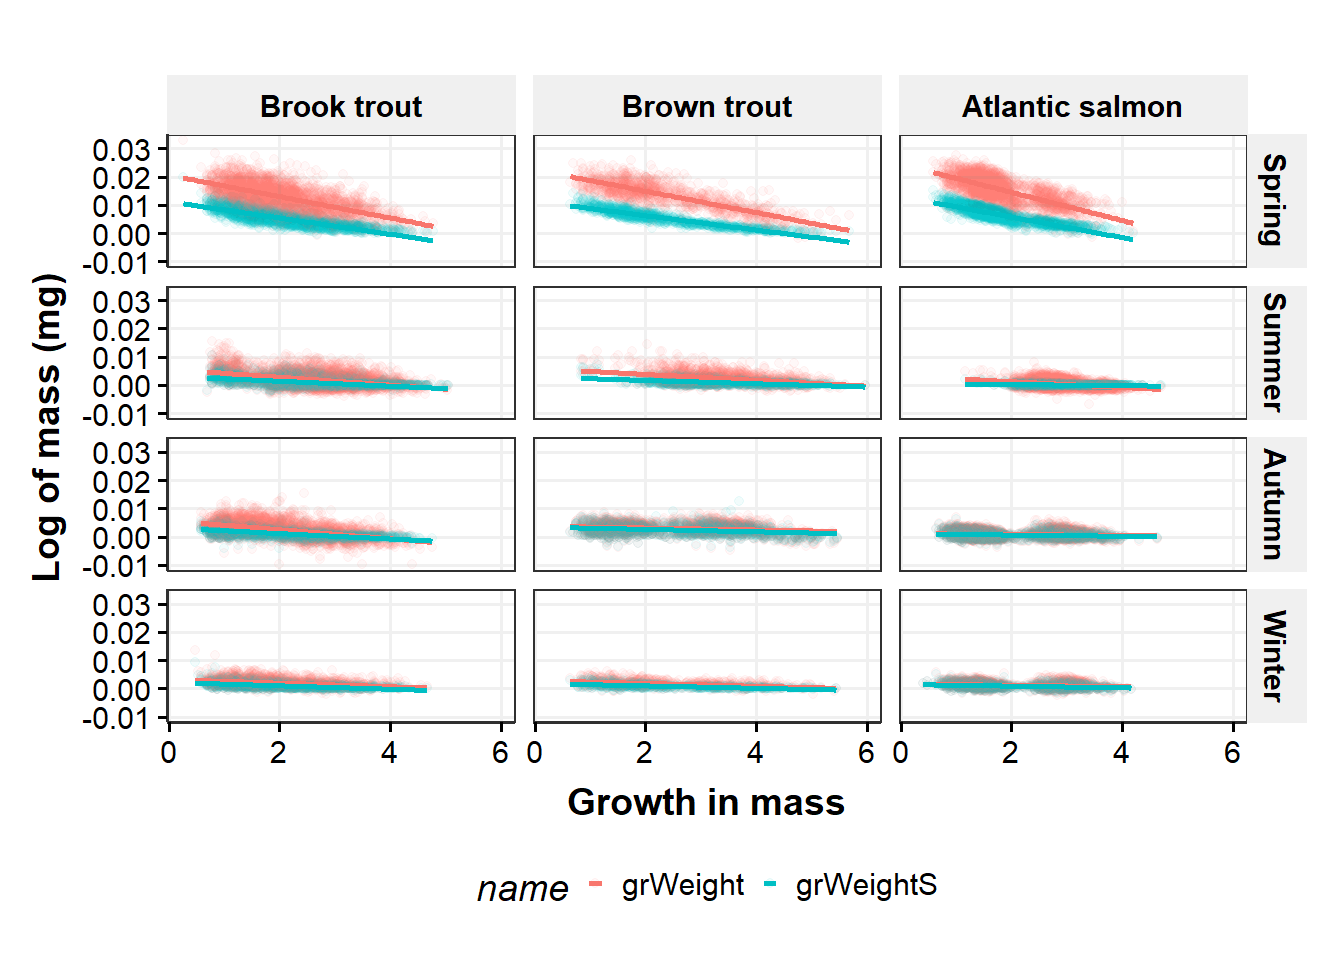 Brook trout Brown trout Atlantic salmon
0.03
0.02
0.01
0.00
-0.01
Spring
0.03
0.02
0.01
0.00
-0.01
Summer
Log of mass (mg)
0.03
0.02
0.01
0.00
-0.01
Autumn
0.03
0.02
0.01
0.00
-0.01
Winter
0 2 4 6 0 2 4 6 0 2 4 6
Growth in mass
name grWeight grWeightS